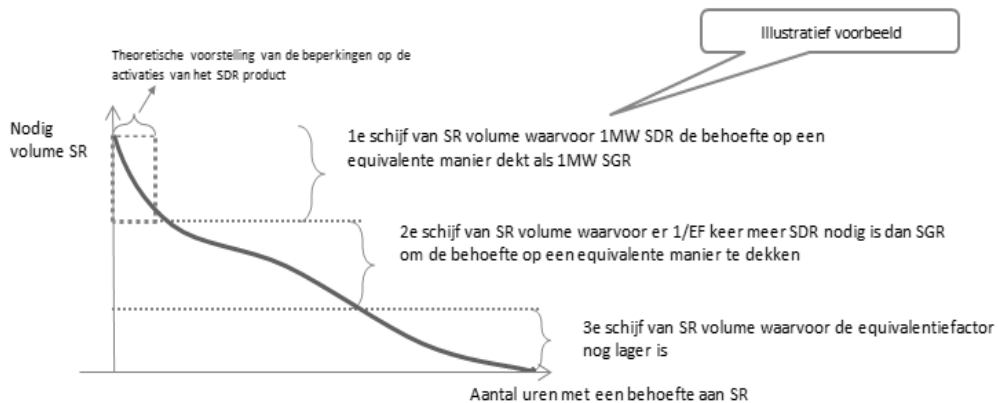 Illustratief voorbeeld
Theoretische voorstelling van de beperkingen op de
activaties van het SDR product
Nodig
volume SR
1e schijf van SR volume waarvoor 1MW SDR de behoefte op een
equivalente manier dekt als 1MW SGR
2e schijf van SR volume waarvoor er 1/EF keer meer SDR nodig is dan SGR
om de behoefte op een equivalente manier te dekken
3e schijf van SR volume waarvoor de equivalentiefactor
nog lager is
Aantal uren met een behoefte aan SR